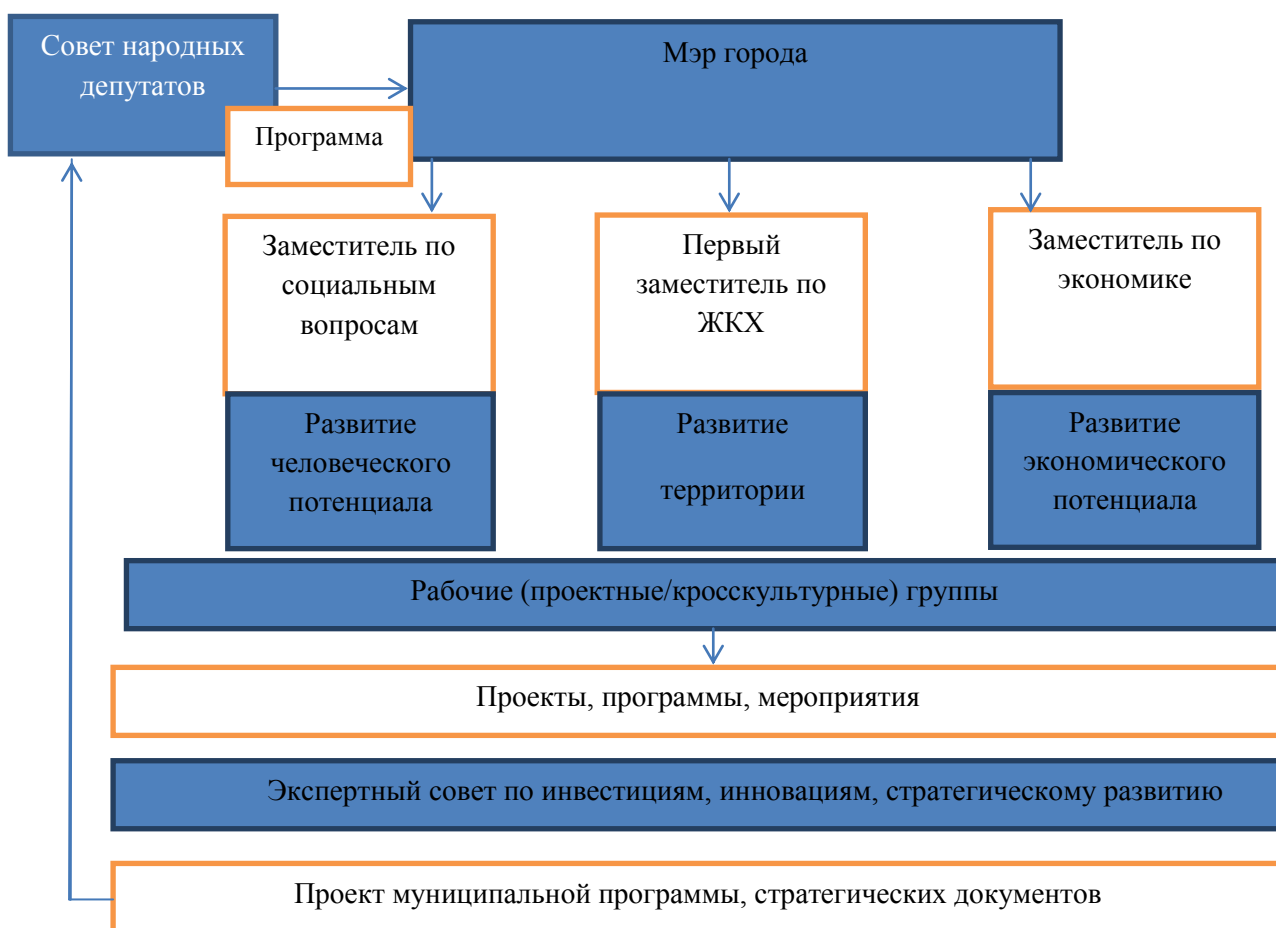 Совет народных
депутатов
Мэр города
Программа
Заместитель по
социальным
вопросам
Первый
заместитель по
ЖКХ
Заместитель по
экономике
Развитие
человеческого
потенциала
Развитие
территории
Развитие
экономического
потенциала
Рабочие (проектные/кросскультурные) группы
Проекты, программы, мероприятия
Экспертный совет по инвестициям, инновациям, стратегическому развитию
Проект муниципальной программы, стратегических документов